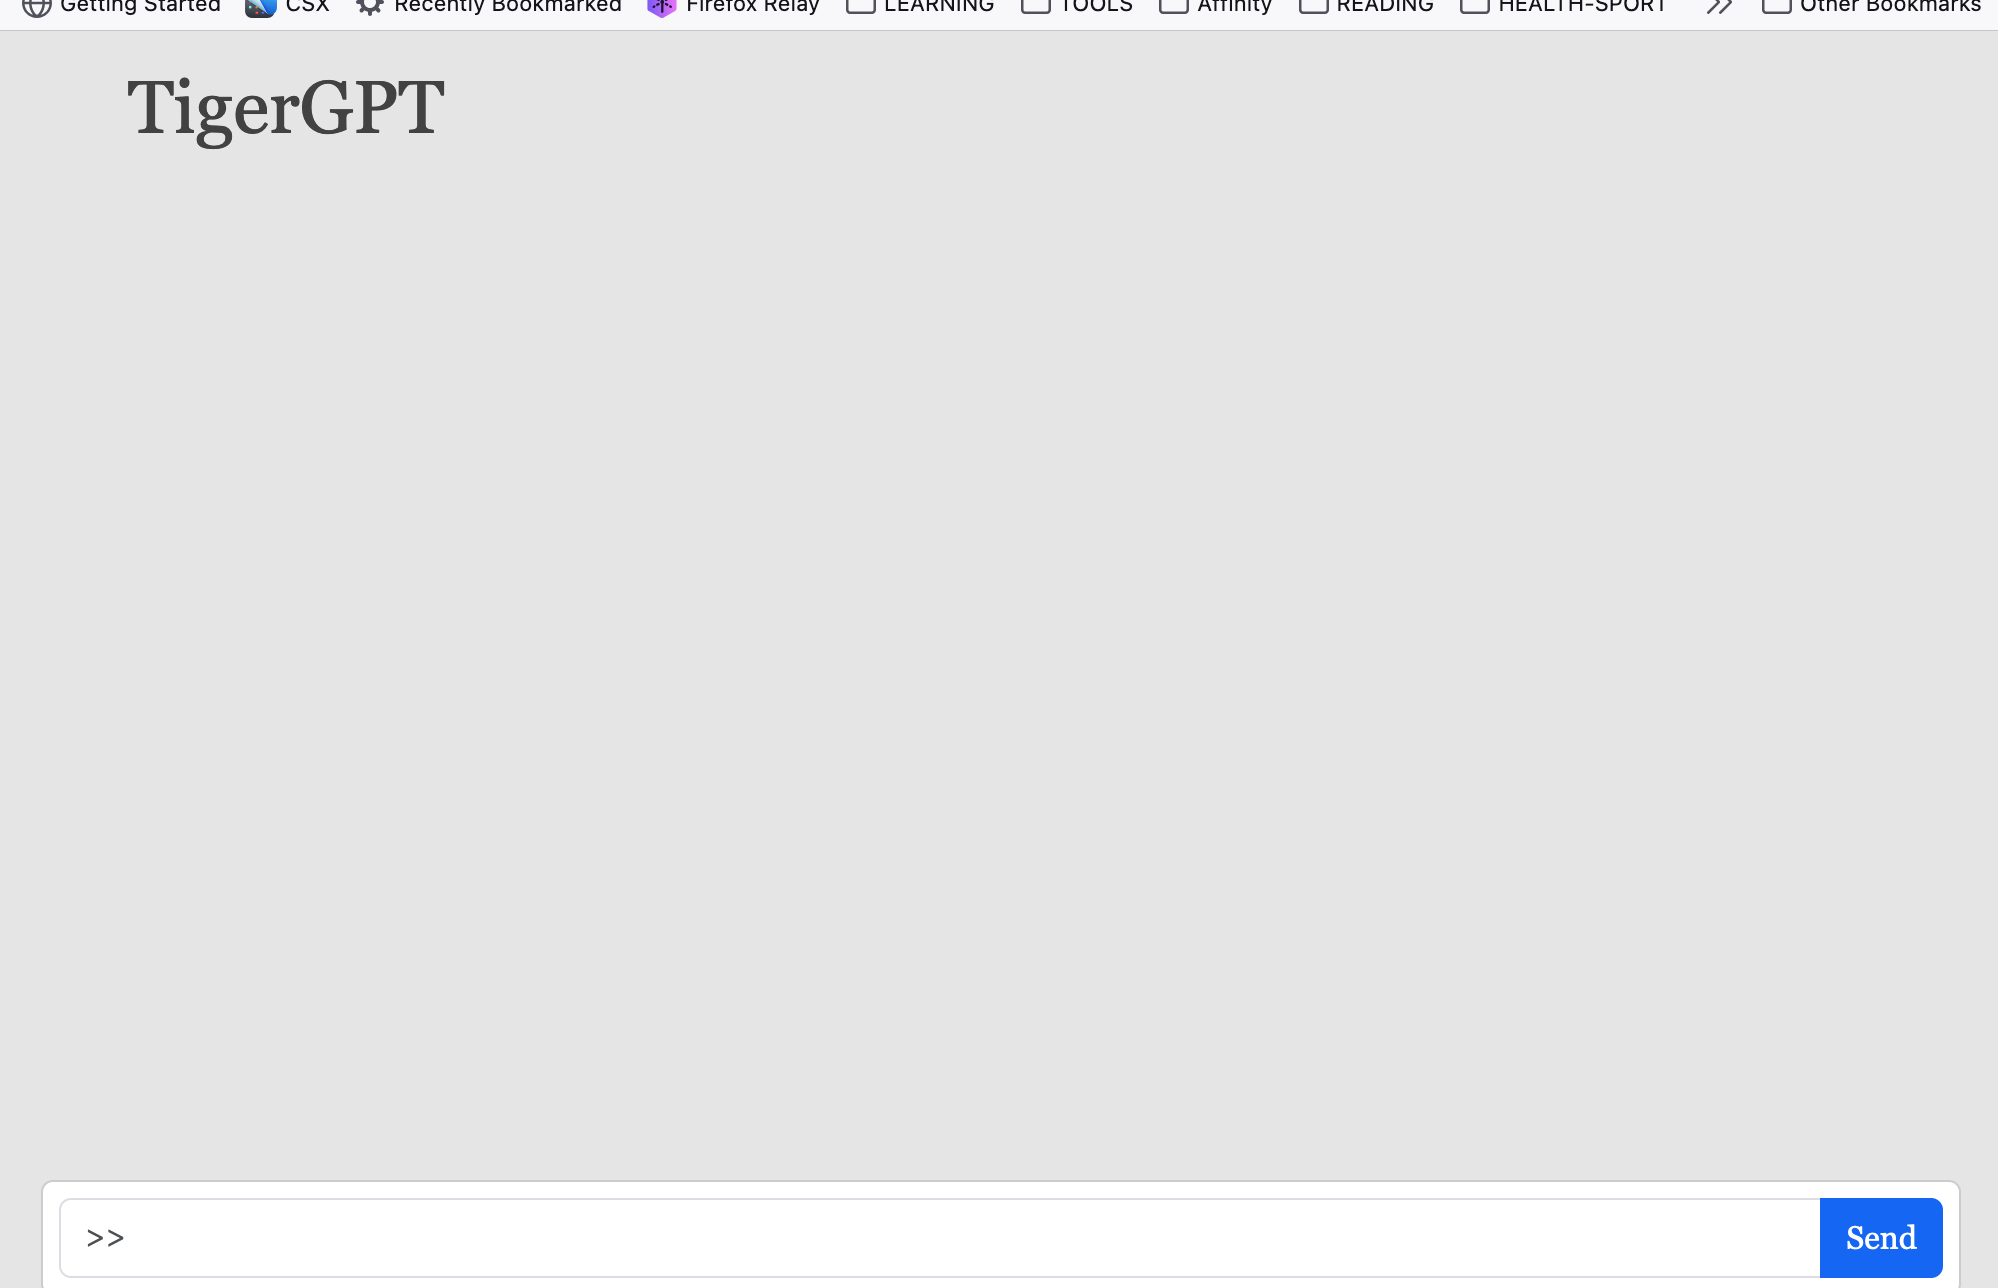 Getting Started CSX Recently Bookmarked Firefox Relay LEARNING TOOLS Affinity READING HEALTH-SPORT >> Other Bookmarks
TigerGPT
>> Send